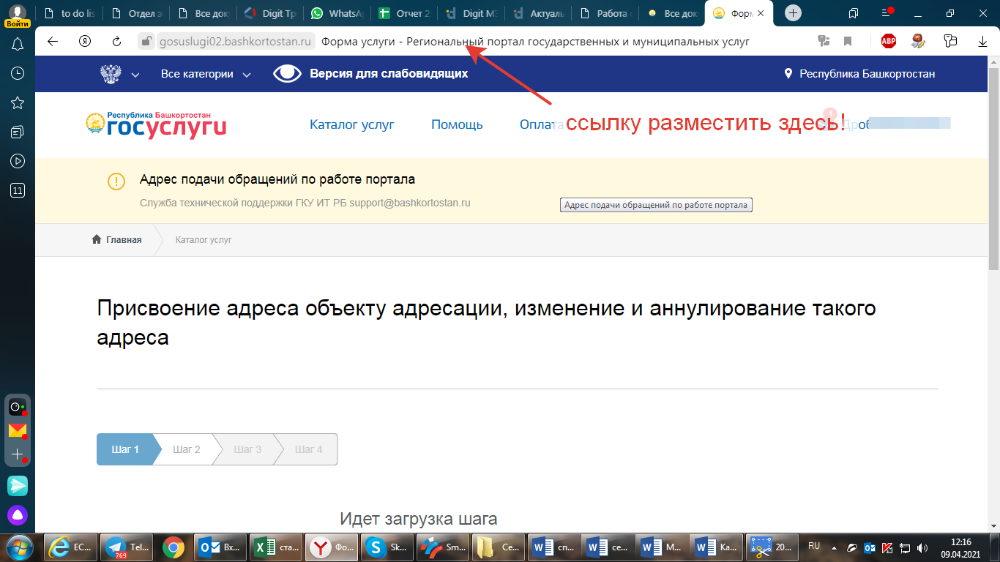 to do lis
Отдел э
Все док
Digit Тр
WhatsA
Отчет 2
Digit М
Актуаль
Работа
Все док
Форм
Войти
gosuslugi02.bashkortostan.ru Форма услуги - Региональный портал государственных и муниципальных услуг
ABP
Все категории
Версия для слабовидящих
Республика Башкортостан
Республика Башкортостан
госуслуги
Каталог услуг
Помощь
Оплата
ссылку разместить здесь!
1
Дроб
Адрес подачи обращений по работе портала
Служба технической поддержки ГКУ ИТ РБ support@bashkortostan.ru
Адрес подачи обращений по работе портала
11
Главная
Каталог услуг
Присвоение адреса объекту адресации, изменение и аннулирование такого
адреса
Шаг 1
Шаг 2
Шаг 3
Шаг 4
Идет загрузка шага
ЕС...
Tel...
769
Вх...
ста...
Фо...
Sk...
Sm...
Се...
сп...
се...
М...
Ка...
20...
RU
12:16
09.04.2021